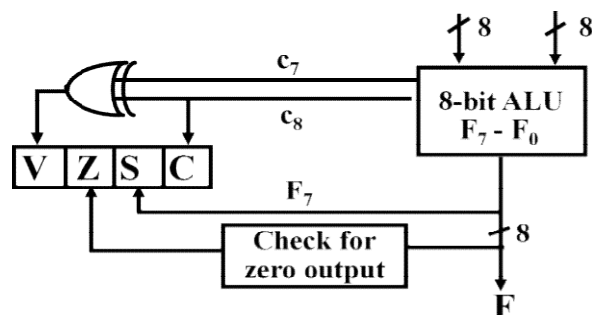 8 8
c7
8-bit ALU
F7 - F0
c8
V Z S C
F7
8
Check for
zero output
F